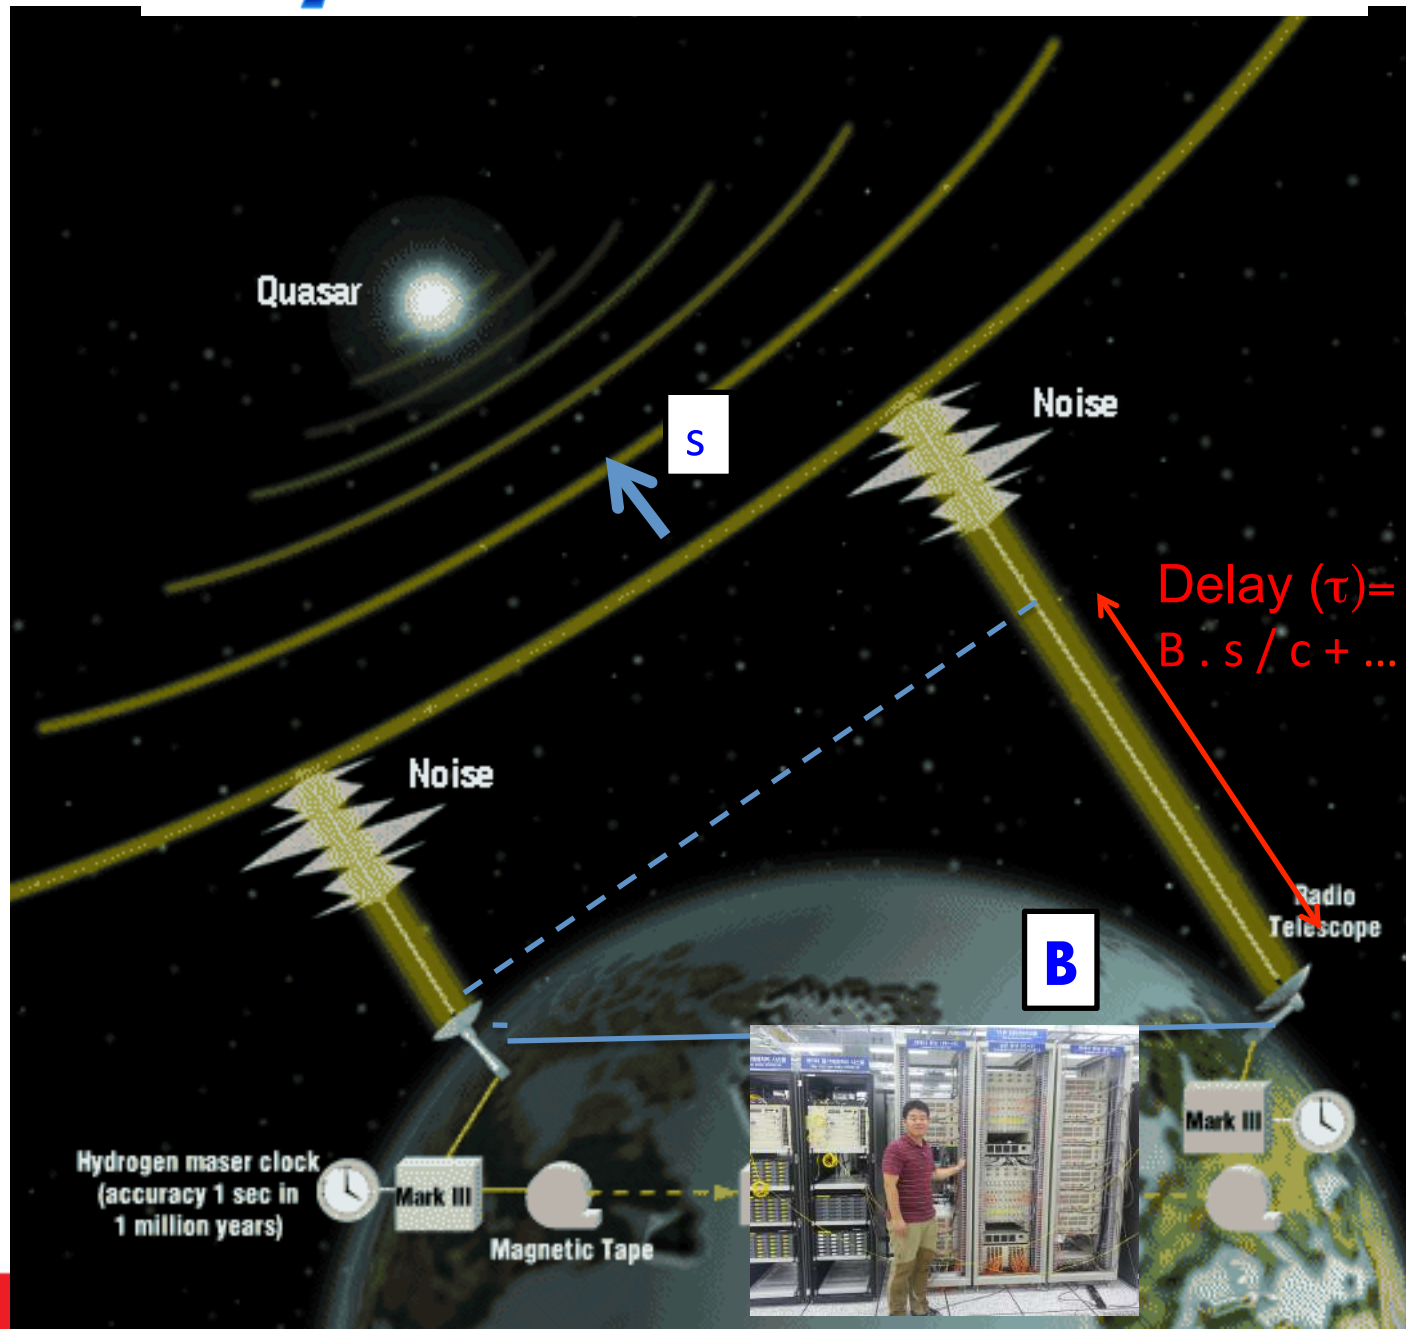 Quasar
s
Noise
Delay (τ)=
B . s / c + ...
Noise
Radio
Telescope
B
Mark III
Hydrogen maser clock
(accuracy 1 sec in
1 million years)
Mark III
Magnetic Tape